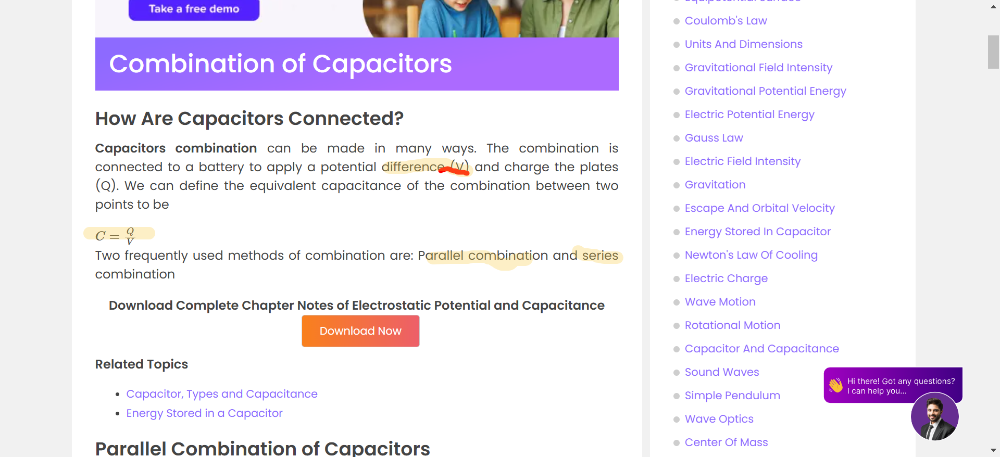 Take a free demo
Combination of Capacitors
How Are Capacitors Connected?
Capacitors combination can be made in many ways. The combination is
connected to a battery to apply a potential difference (V) and charge the plates
(Q). We can define the equivalent capacitance of the combination between two
points to be
C = Q/V
Two frequently used methods of combination are: Parallel combination and series
combination
Download Complete Chapter Notes of Electrostatic Potential and Capacitance
Download Now
Related Topics
Capacitor, Types and Capacitance
Energy Stored in a Capacitor
Parallel Combination of Capacitors
Equipotential Surface
Coulomb's Law
Units And Dimensions
Gravitational Field Intensity
Gravitational Potential Energy
Electric Potential Energy
Gauss Law
Electric Field Intensity
Gravitation
Escape And Orbital Velocity
Energy Stored In Capacitor
Newton's Law Of Cooling
Electric Charge
Wave Motion
Rotational Motion
Capacitor And Capacitance
Sound Waves
Simple Pendulum
Wave Optics
Center Of Mass
Hi there! Got any questions?
I can help you...